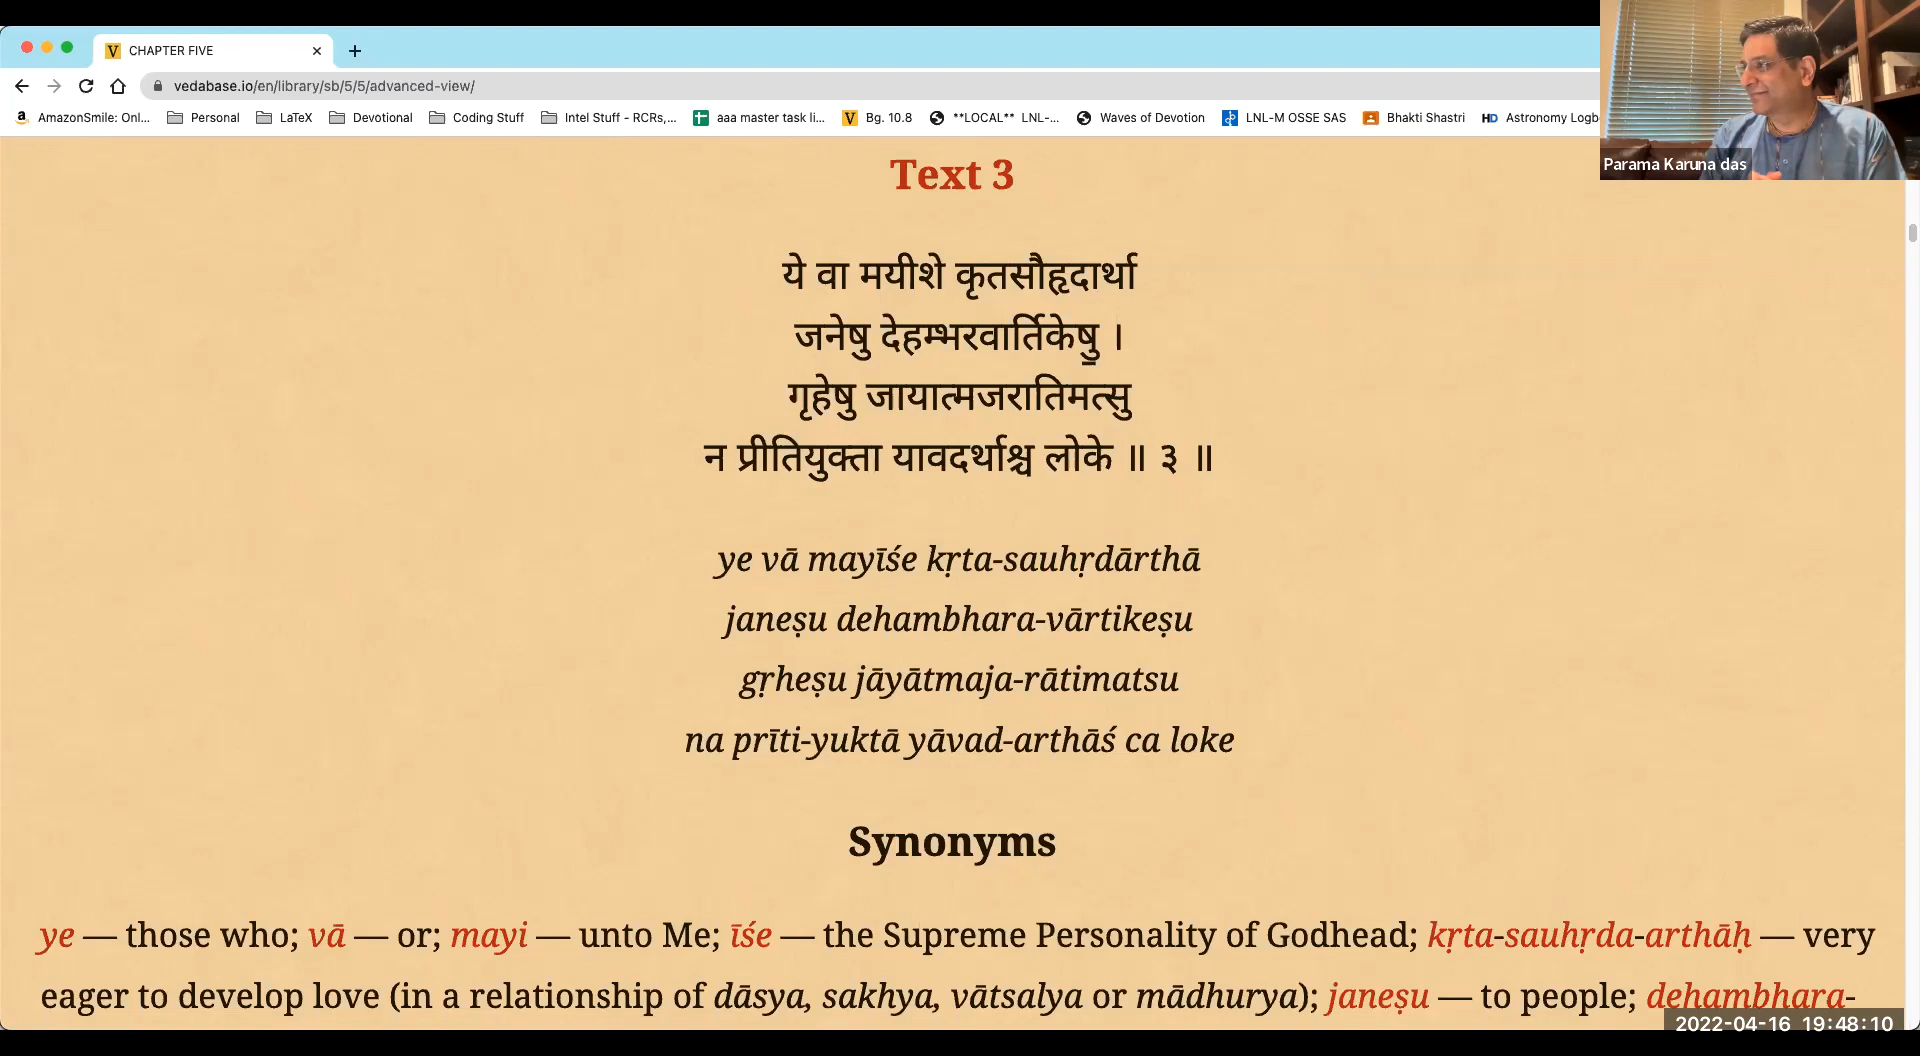 CHAPTER FIVE
vedabase.io/en/library/sb/5/5/advanced-view/
AmazonSmile: Onl... Personal LaTeX Devotional Coding Stuff Intel Stuff - RCRs,... aaa master task li... Bg. 10.8 **LOCAL** LNL-... Waves of Devotion LNL-M OSSE SAS Bhakti Shastri HD Astronomy Logb
Parama Karuna das
Text 3
ये वा मयीशे कृतसौहृदार्था
जनेषु देहम्भरवार्तिकेषु ।
गृहेषु जायात्मजरातिमत्सु
न प्रीतियुक्ता यावदर्थाश्च लोके ॥ ३ ॥
ye vā mayīśe kṛta-sauhṛdārthā
janeṣu dehambhara-vārtikeṣu
gṛheṣu jāyātmaja-rātimatsu
na prīti-yuktā yāvad-arthāś ca loke
Synonyms
ye — those who; vā — or; mayi — unto Me; īśe — the Supreme Personality of Godhead; kṛta-sauhṛda-arthāḥ — very
eager to develop love (in a relationship of dāsya, sakhya, vātsalya or mādhurya); janeṣu — to people; dehambhara-
2022-04-16 19:48:10